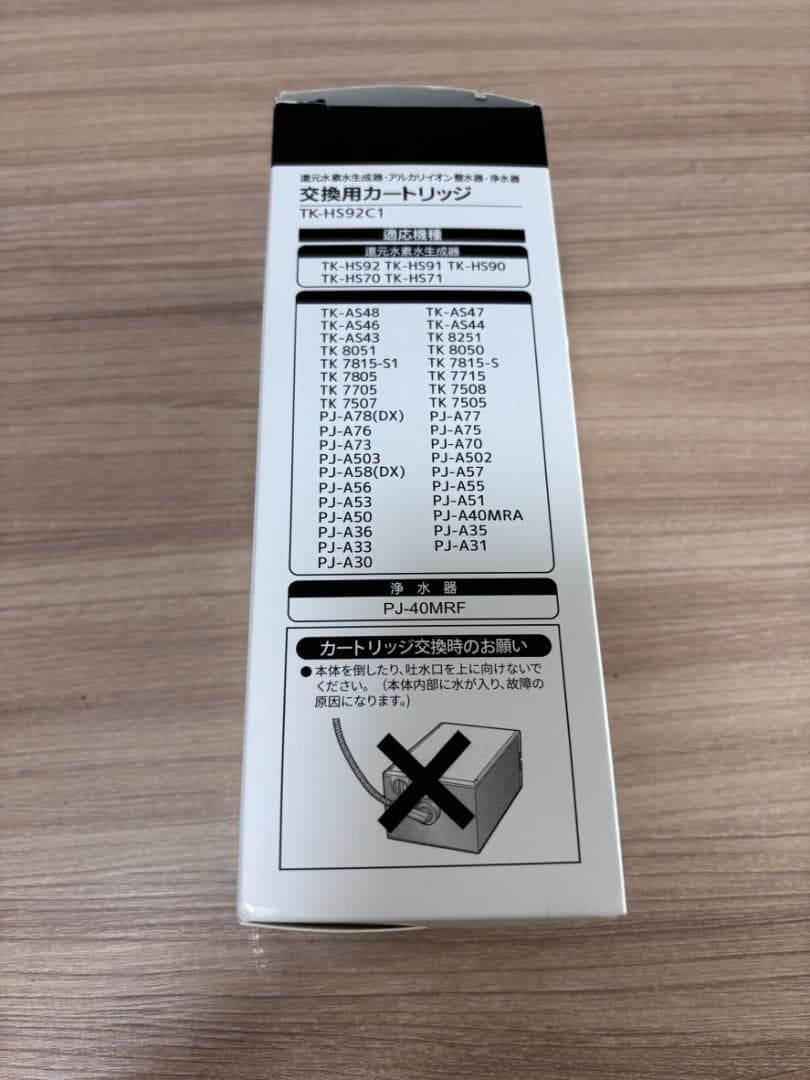 還元水素水生成器・アルカリイオン整水器・浄水器
交換用カートリッジ
TK-HS92C1
適応機種
還元水素水生成器
TK-HS92 TK-HS91 TK-HS90
TK-HS70 TK-HS71
TK-AS48 TK-AS47
TK-AS46 TK-AS44
TK-AS43 TK 8251
TK 8051 TK 8050
TK 7815-S1 TK 7815-S
TK 7805 TK 7715
TK 7705 TK 7508
TK 7507 TK 7505
PJ-A78(DX) PJ-A77
PJ-A76 PJ-A75
PJ-A73 PJ-A70
PJ-A503 PJ-A502
PJ-A58(DX) PJ-A57
PJ-A56 PJ-A55
PJ-A53 PJ-A51
PJ-A50 PJ-A40MRA
PJ-A36 PJ-A35
PJ-A33 PJ-A31
PJ-A30
浄水器
PJ-40MRF
カートリッジ交換時のお願い
●本体を倒したり、吐水口を上に向けないで
ください。(本体内部に水が入り、故障の
原因になります。)